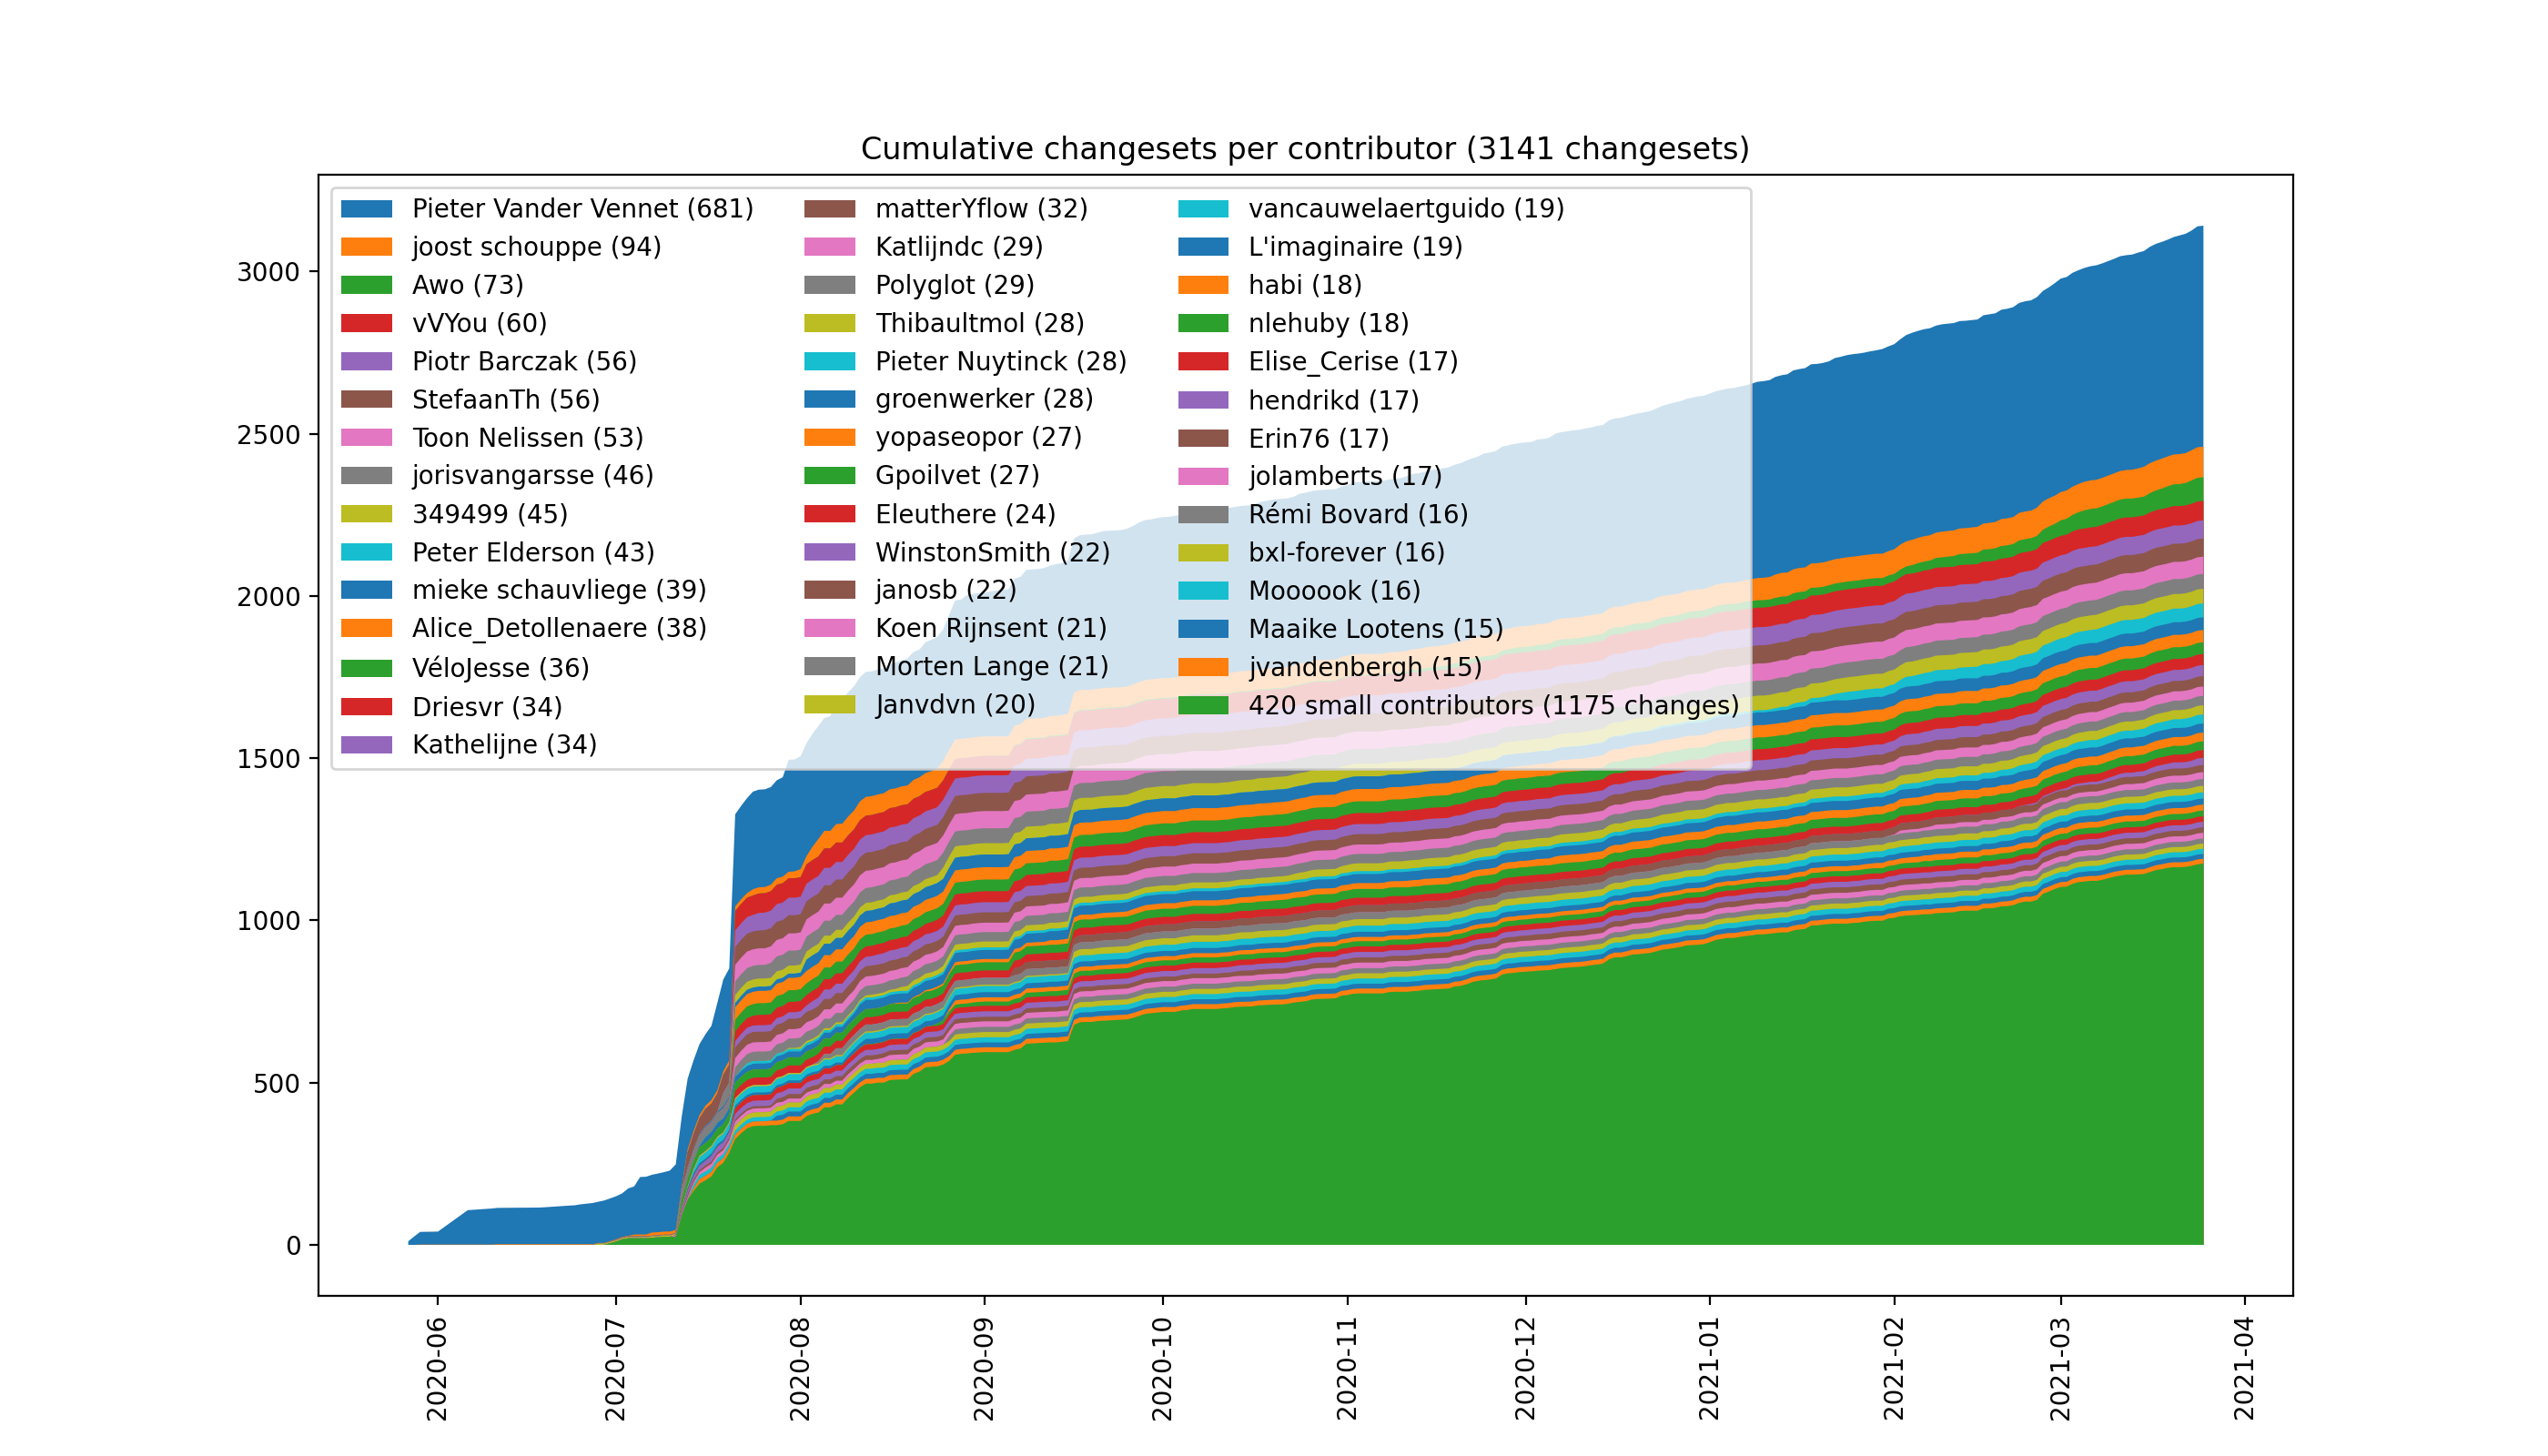 Cumulative changesets per contributor (3141 changesets)
Pieter Vander Vennet (681)
joost schouppe (94)
Awo (73)
vVYou (60)
Piotr Barczak (56)
StefaanTh (56)
Toon Nelissen (53)
jorisvangarsse (46)
349499 (45)
Peter Elderson (43)
mieke schauvliege (39)
Alice_Detollenaere (38)
VéloJesse (36)
Driesvr (34)
Kathelijne (34)
matterYflow (32)
Katlijndc (29)
Polyglot (29)
Thibaultmol (28)
Pieter Nuytinck (28)
groenwerker (28)
yopaseopor (27)
Gpoilvet (27)
Eleuthere (24)
WinstonSmith (22)
janosb (22)
Koen Rijnsent (21)
Morten Lange (21)
Janvdvn (20)
vancauwelaertguido (19)
L'imaginaire (19)
habi (18)
nlehuby (18)
Elise_Cerise (17)
hendrikd (17)
Erin76 (17)
jolamberts (17)
Rémi Bovard (16)
bxl-forever (16)
Moooook (16)
Maaike Lootens (15)
jvandenbergh (15)
420 small contributors (1175 changes)
3000
2500
2000
1500
1000
500
0
2020-06
2020-07
2020-08
2020-09
2020-10
2020-11
2020-12
2021-01
2021-02
2021-03
2021-04